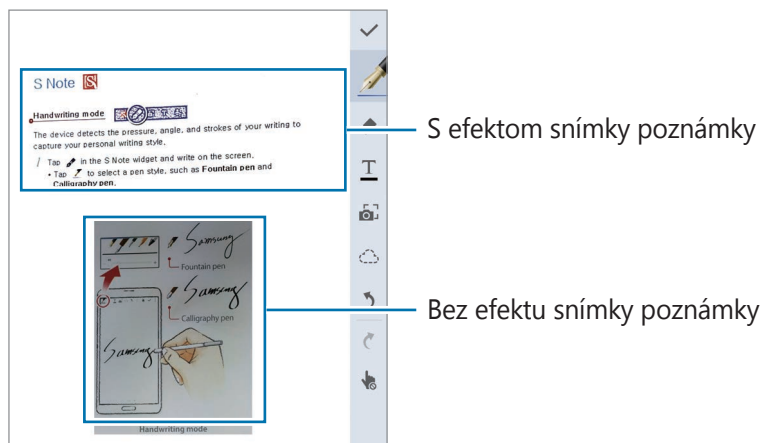 S Note
Handwriting mode
The device detects the pressure, angle, and strokes of your writing to
capture your personal writing style.
1 Tap in the S Note widget and write on the screen.
• Tap to select a pen style, such as Fountain pen and
Calligraphy pen.
S efektom snímky poznámky
T
Samsung
Fountain pen
Samsung
Calligraphy pen
Samsung
Bez efektu snímky poznámky
Handwriting mode